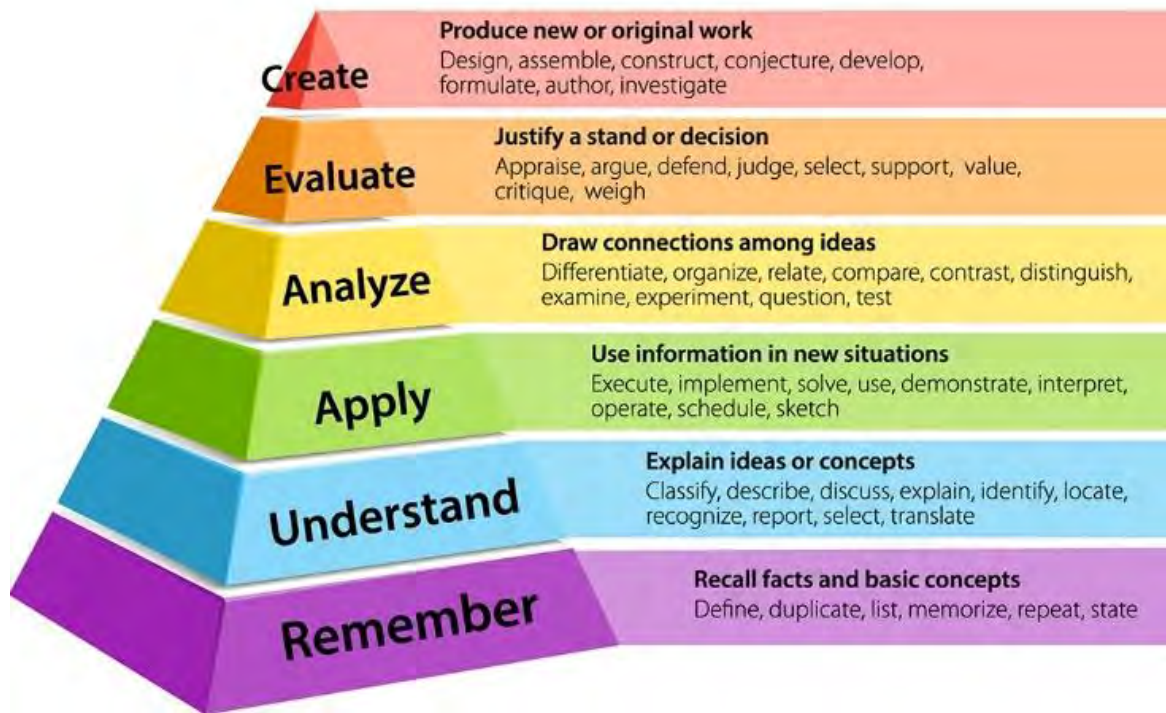 Create
Produce new or original work
Design, assemble, construct, conjecture, develop,
formulate, author, investigate
Evaluate
Justify a stand or decision
Appraise, argue, defend, judge, select, support, value,
critique, weigh
Analyze
Draw connections among ideas
Differentiate, organize, relate, compare, contrast, distinguish,
examine, experiment, question, test
Apply
Use information in new situations
Execute, implement, solve, use, demonstrate, interpret,
operate, schedule, sketch
Understand
Explain ideas or concepts
Classify, describe, discuss, explain, identify, locate,
recognize, report, select, translate
Remember
Recall facts and basic concepts
Define, duplicate, list, memorize, repeat, state